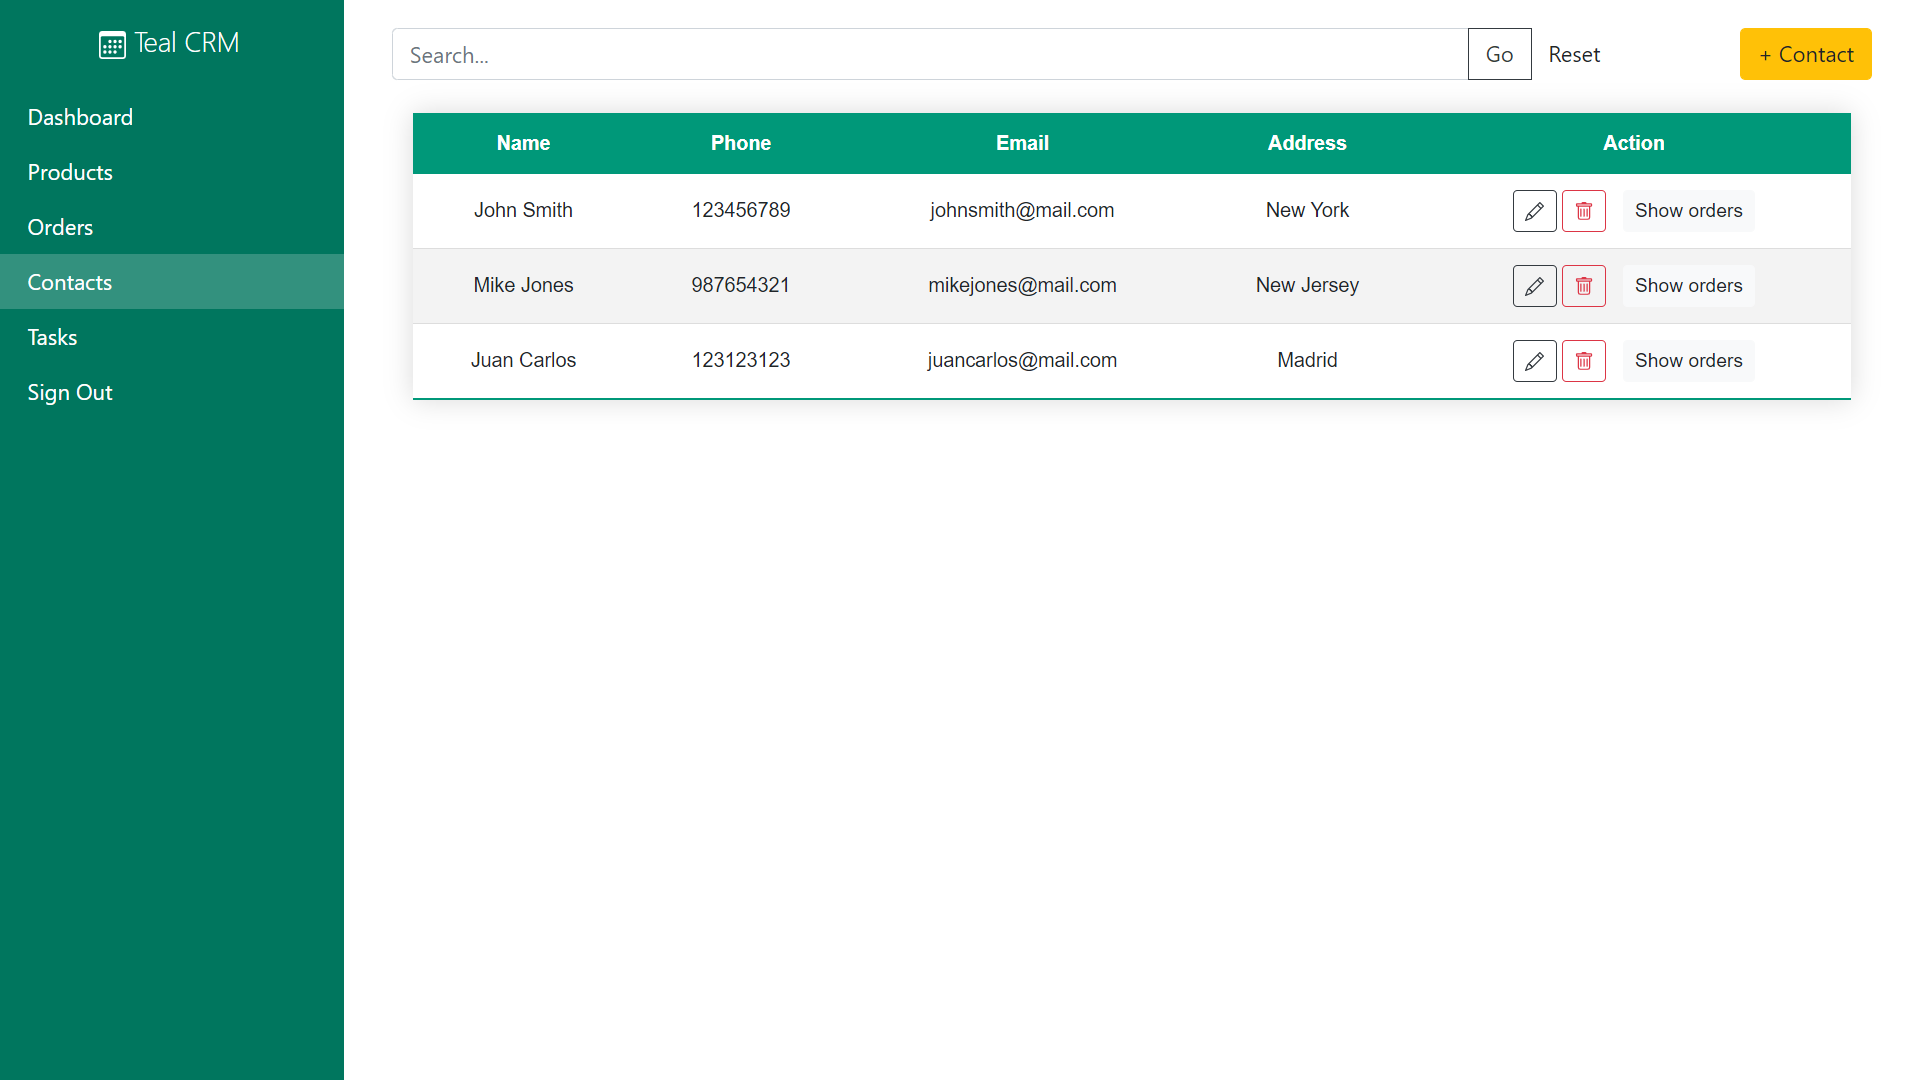 Teal CRM
Dashboard
Products
Orders
Contacts
Tasks
Sign Out
Search... Go Reset + Contact
Name Phone Email Address Action
John Smith 123456789 johnsmith@mail.com New York Show orders
Mike Jones 987654321 mikejones@mail.com New Jersey Show orders
Juan Carlos 123123123 juancarlos@mail.com Madrid Show orders